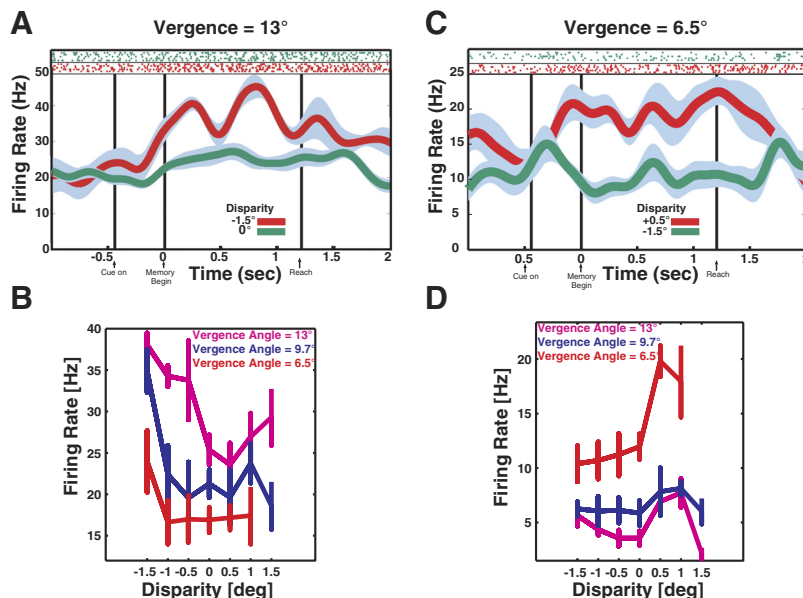 A
Vergence = 13°
Firing Rate (Hz)
50
40
30
20
10
0
Disparity
-1.5°
0°
-0.5
0
0.5
1
1.5
2
Cue on
Memory
Begin
Time (sec)
Reach
C
Vergence = 6.5°
Firing Rate (Hz)
25
20
15
10
5
0
Disparity
+0.5°
-1.5°
0.5
0
0.5
1
1.5
2
Cue on
Memory
Begin
Time (sec)
Reach
B
Firing Rate [Hz]
40
35
30
25
20
15
Vergence Angle = 13°
Vergence Angle = 9.7°
Vergence Angle = 6.5°
-1.5 -1 -0.5 0 0.5 1 1.5
Disparity [deg]
D
Firing Rate [Hz]
20
15
10
5
Vergence Angle = 13°
Vergence Angle = 9.7°
Vergence Angle = 6.5°
-1.5 -1 -0.5 0 0.5 1 1.5
Disparity [deg]